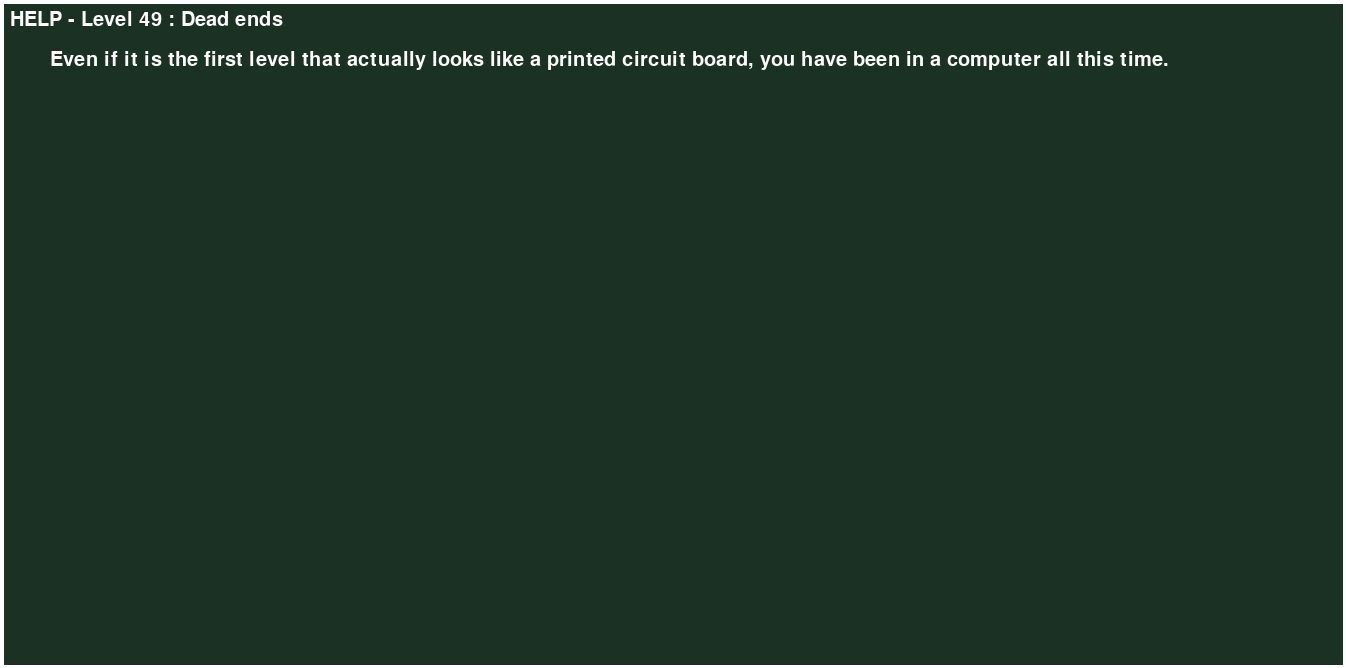 HELP - Level 49 : Dead ends
Even if it is the first level that actually looks like a printed circuit board, you have been in a computer all this time.